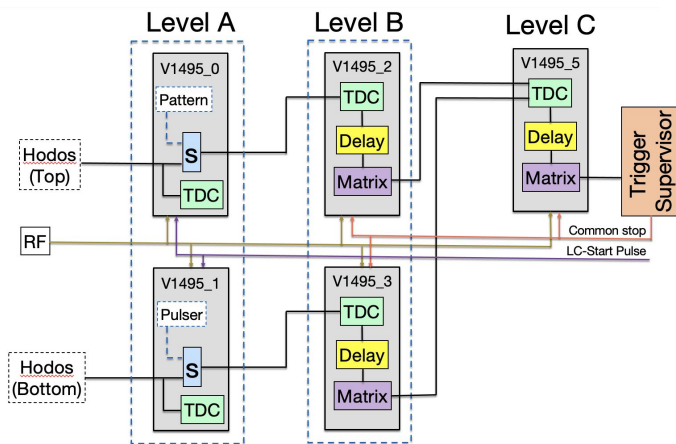 Level A
Level B
Level C
V1495_0
Pattern
S
TDC
V1495_2
TDC
Delay
Matrix
V1495_5
TDC
Delay
Matrix
Trigger
Supervisor
Hodos
(Top)
RF
Common stop
LC-Start Pulse
V1495_1
Pulser
S
TDC
V1495_3
TDC
Delay
Matrix
Hodos
(Bottom)